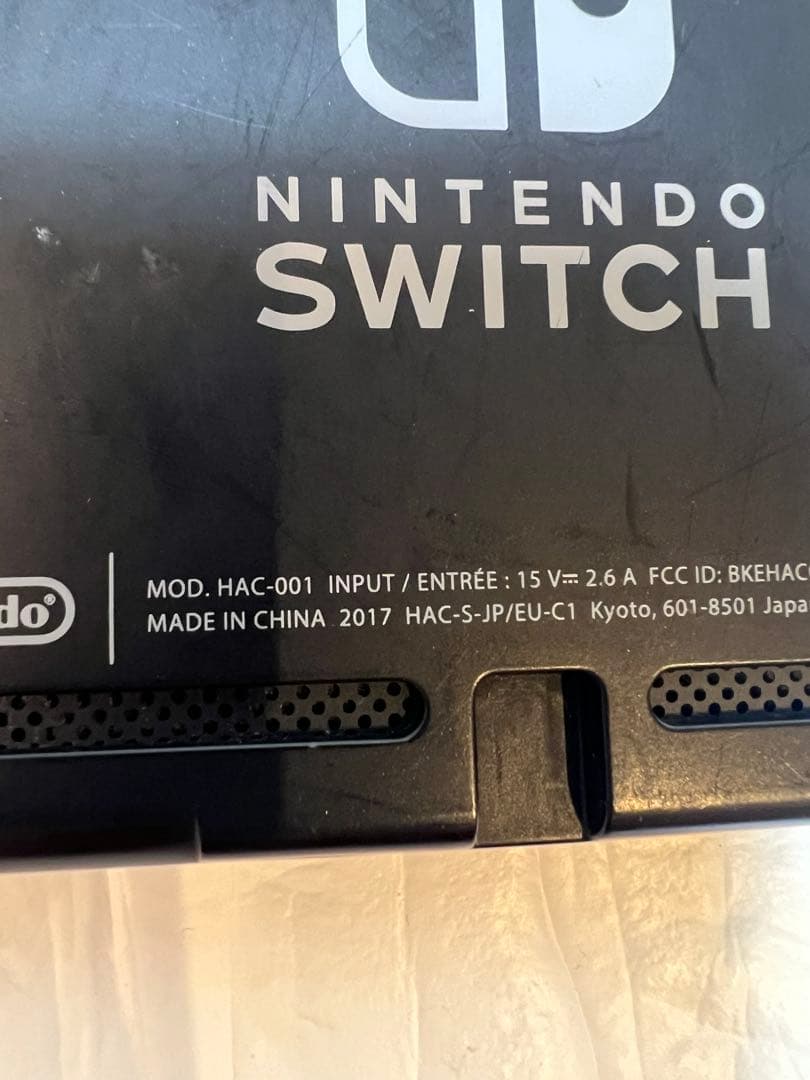 NINTENDO
SWITCH
do®
MOD. HAC-001 INPUT / ENTRÉE : 15 V⎓ 2.6 A FCC ID: BKEHAC
MADE IN CHINA 2017 HAC-S-JP/EU-C1 Kyoto, 601-8501 Japa